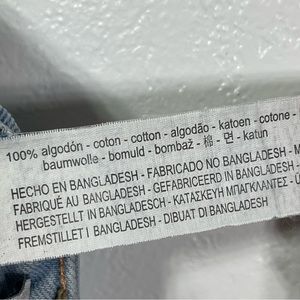 100% algodón - coton - cotton - algodão - katoen - cotone -
baumwolle - bomuld - bombaž - 棉 - 면 - katun
HECHO EN BANGLADESH - FABRICADO NO BANGLADESH - M
FABRIQUÉ AU BANGLADESH - GEFABRICEERD IN BANGLADESH
HERGESTELLT IN BANGLADESCH - ΚΑΤΑΣΚΕΥΗ ΜΠΑΓΚΛΑΝΤΕΣ - Ü
FREMSTILLET I BANGLADESH - DIBUAT DI BANGLADESH